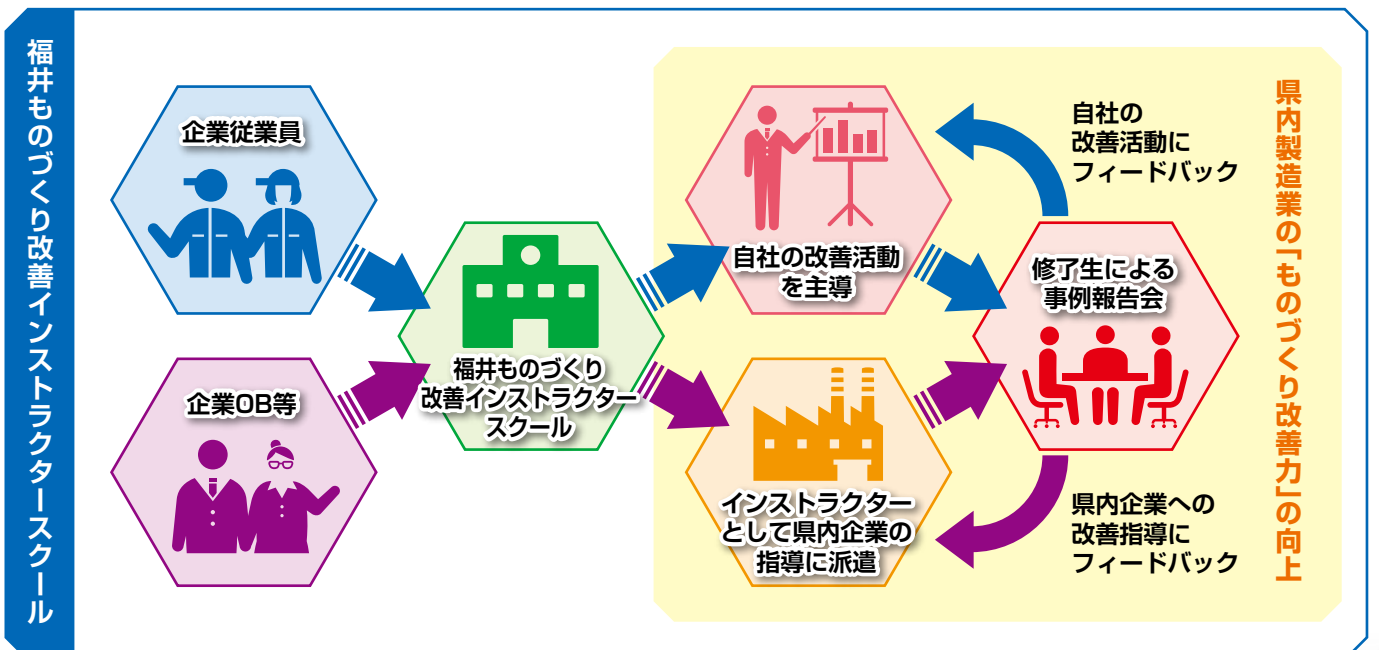 福井ものづくり改善インストラクタースクール
企業従業員
企業OB等
福井ものづくり
改善インストラクター
スクール
自社の改善活動
を主導
インストラクター
として県内企業の
指導に派遣
修了生による
事例報告会
自社の
改善活動に
フィードバック
県内企業への
改善指導に
フィードバック
県内製造業の「ものづくり改善力」の向上